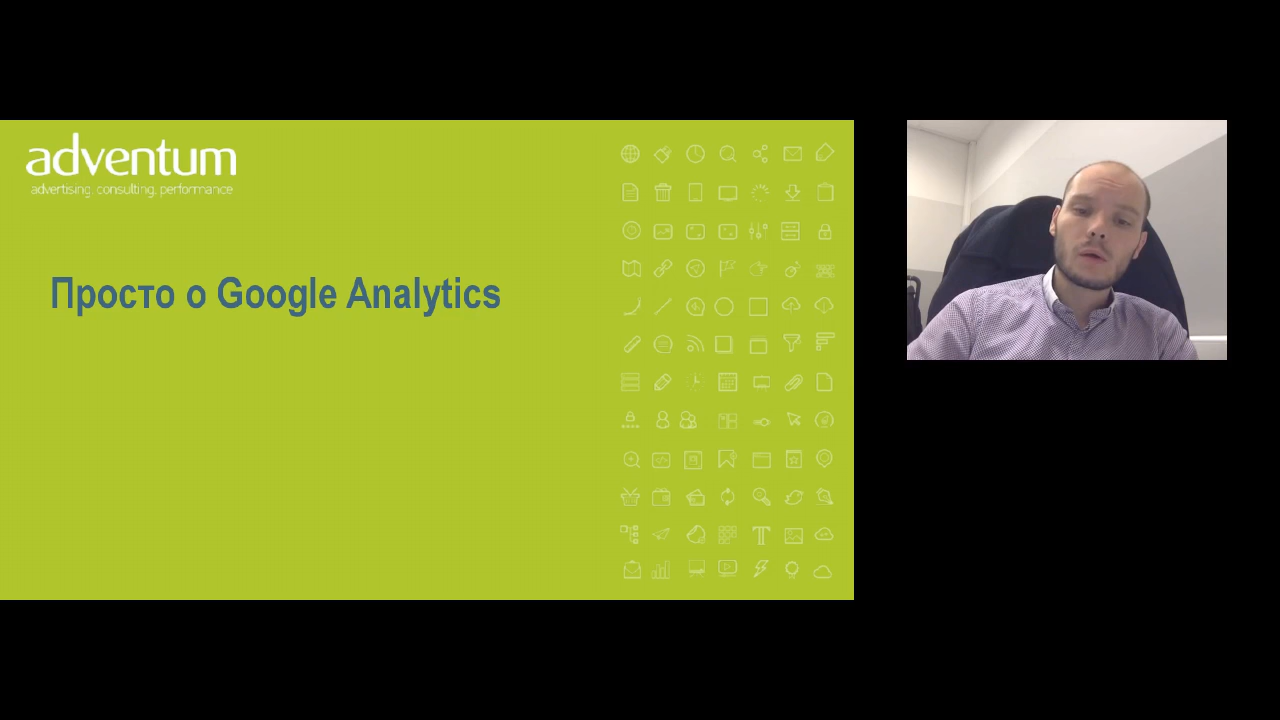 adventum
advertising. consulting. performance
Просто о Google Analytics